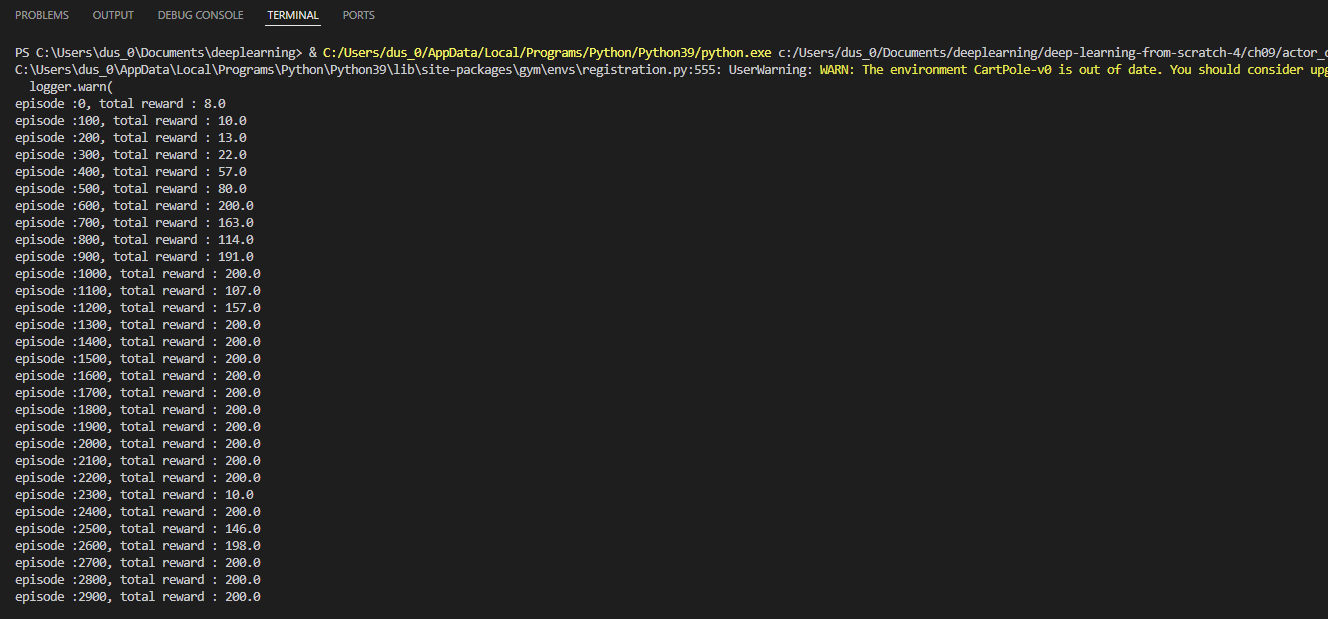 PROBLEMS OUTPUT DEBUG CONSOLE TERMINAL PORTS
PS C:\Users\dus_0\Documents\deeplearning> & C:/Users/dus_0/AppData/Local/Programs/Python/Python39/python.exe c:/Users/dus_0/Documents/deeplearning/deep-learning-from-scratch-4/ch09/actor_c
C:\Users\dus_0\AppData\Local\Programs\Python\Python39\lib\site-packages\gym\envs\registration.py:555: UserWarning: WARN: The environment CartPole-v0 is out of date. You should consider upg
logger.warn(
episode :0, total reward : 8.0
episode :100, total reward : 10.0
episode :200, total reward : 13.0
episode :300, total reward : 22.0
episode :400, total reward : 57.0
episode :500, total reward : 80.0
episode :600, total reward : 200.0
episode :700, total reward : 163.0
episode :800, total reward : 114.0
episode :900, total reward : 191.0
episode :1000, total reward : 200.0
episode :1100, total reward : 107.0
episode :1200, total reward : 157.0
episode :1300, total reward : 200.0
episode :1400, total reward : 200.0
episode :1500, total reward : 200.0
episode :1600, total reward : 200.0
episode :1700, total reward : 200.0
episode :1800, total reward : 200.0
episode :1900, total reward : 200.0
episode :2000, total reward : 200.0
episode :2100, total reward : 200.0
episode :2200, total reward : 200.0
episode :2300, total reward : 10.0
episode :2400, total reward : 200.0
episode :2500, total reward : 146.0
episode :2600, total reward : 198.0
episode :2700, total reward : 200.0
episode :2800, total reward : 200.0
episode :2900, total reward : 200.0